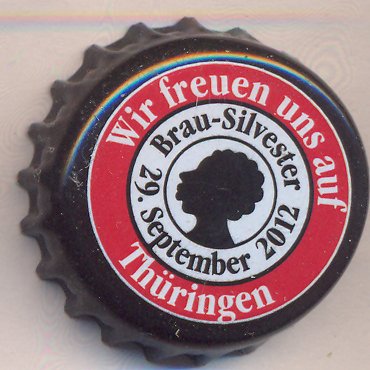 Wir freuen uns auf
Thüringen
Brau-Silvester
29. September 2012